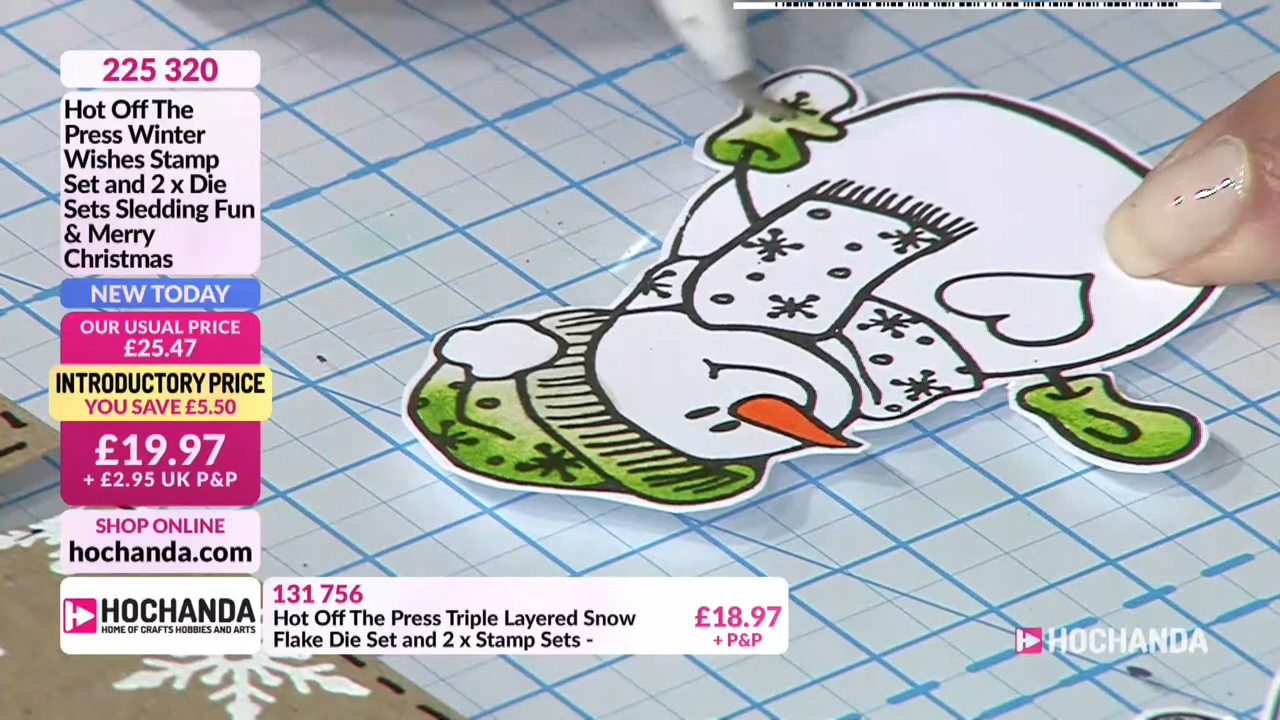 225 320
Hot Off The
Press Winter
Wishes Stamp
Set and 2 x Die
Sets Sledding Fun
& Merry
Christmas
NEW TODAY
OUR USUAL PRICE
£25.47
INTRODUCTORY PRICE
YOU SAVE £5.50
£19.97
+ £2.95 UK P&P
SHOP ONLINE
hochanda.com
HOCHANDA
HOME OF CRAFTS HOBBIES AND ARTS
131 756
Hot Off The Press Triple Layered Snow
Flake Die Set and 2 x Stamp Sets -
£18.97
+ P&P
HOCHANDA